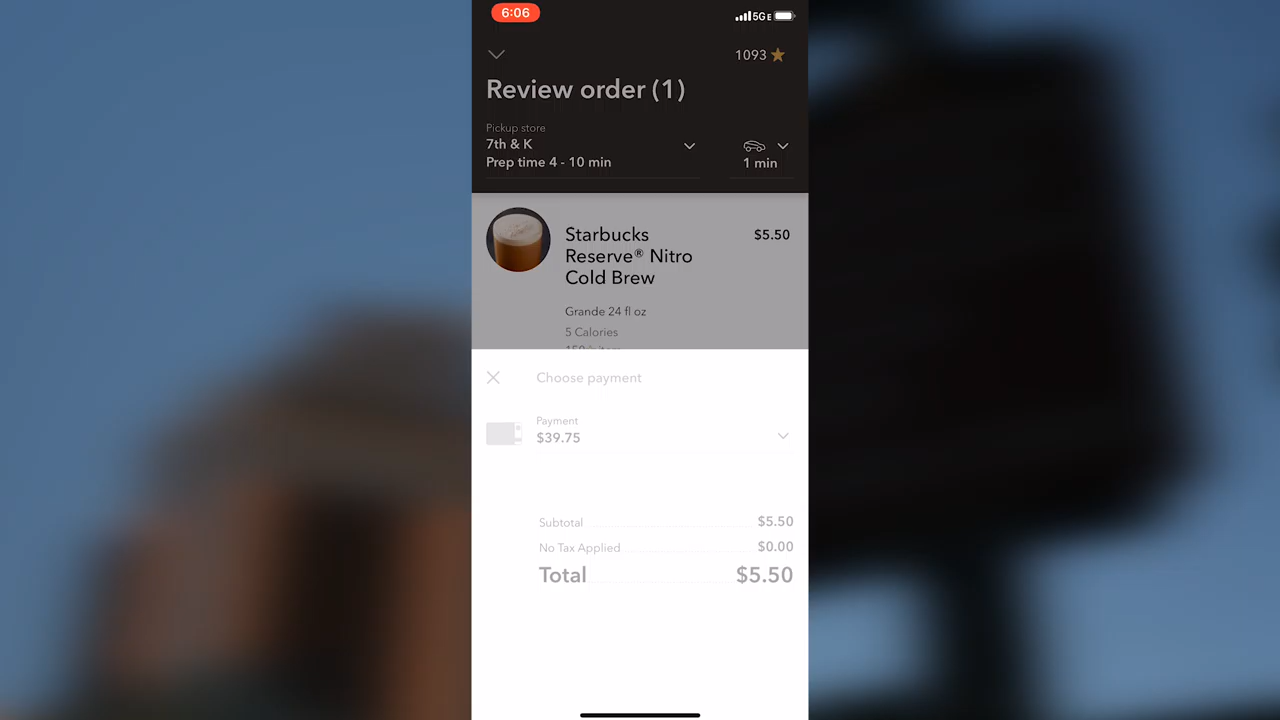 6:06
5GE
1093
Review order (1)
Pickup store
7th & K
Prep time 4 - 10 min
1 min
Starbucks
Reserve® Nitro
Cold Brew
$5.50
Grande 24 fl oz
5 Calories
Choose payment
Payment
$39.75
Subtotal $5.50
No Tax Applied $0.00
Total $5.50